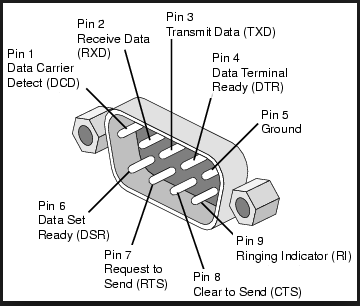 Pin 1
Data Carrier
Detect (DCD)
Pin 2
Receive Data
(RXD)
Pin 3
Transmit Data (TXD)
Pin 4
Data Terminal
Ready (DTR)
Pin 5
Ground
Pin 6
Data Set
Ready (DSR)
Pin 7
Request to
Send (RTS)
Pin 8
Clear to Send (CTS)
Pin 9
Ringing Indicator (RI)